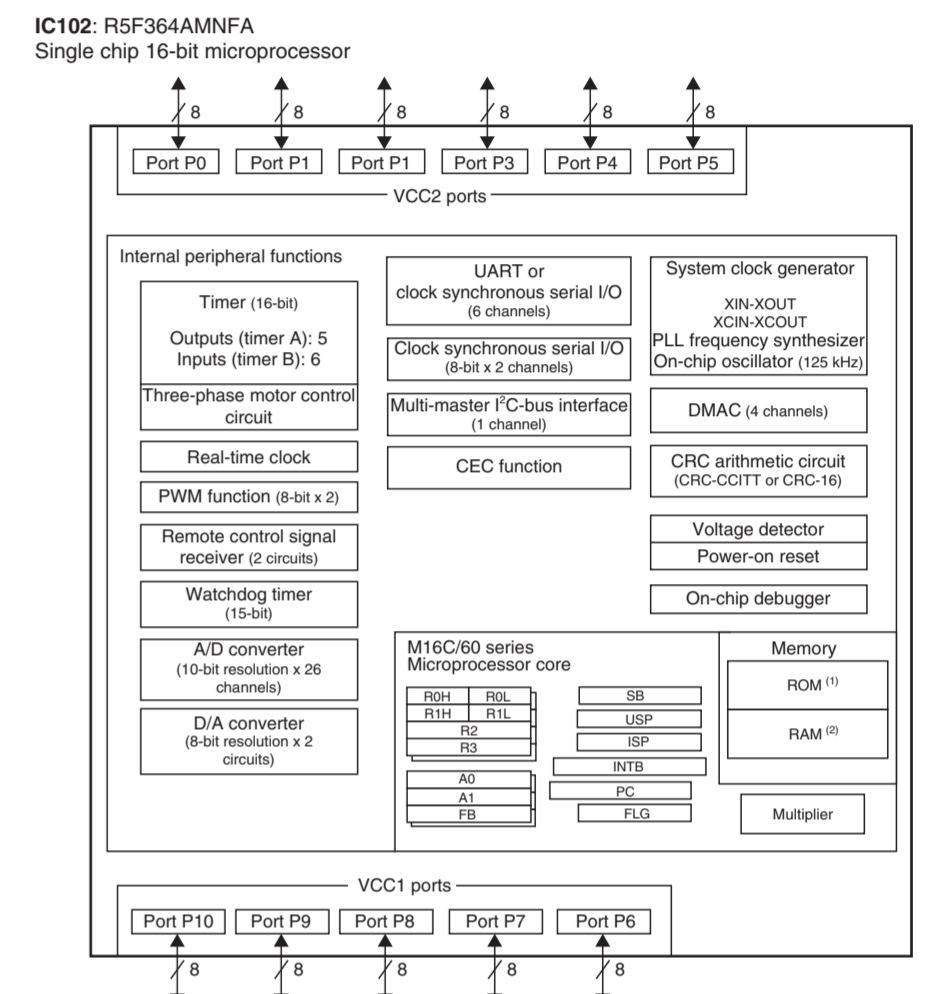 IC102: R5F364AMNFA
Single chip 16-bit microprocessor
8 8 8 8 8 8
Port P0 Port P1 Port P1 Port P3 Port P4 Port P5
VCC2 ports
Internal peripheral functions
Timer (16-bit)
Outputs (timer A): 5
Inputs (timer B): 6
Three-phase motor control
circuit
Real-time clock
PWM function (8-bit x 2)
Remote control signal
receiver (2 circuits)
Watchdog timer
(15-bit)
A/D converter
(10-bit resolution x 26
channels)
D/A converter
(8-bit resolution x 2
circuits)
UART or
clock synchronous serial I/O
(6 channels)
Clock synchronous serial I/O
(8-bit x 2 channels)
Multi-master I²C-bus interface
(1 channel)
CEC function
System clock generator
XIN-XOUT
XCIN-XCOUT
PLL frequency synthesizer
On-chip oscillator (125 kHz)
DMAC (4 channels)
CRC arithmetic circuit
(CRC-CCITT or CRC-16)
Voltage detector
Power-on reset
On-chip debugger
M16C/60 series
Microprocessor core
R0H R0L
R1H R1L
R2
R3
A0
A1
FB
SB
USP
ISP
INTB
PC
FLG
Memory
ROM (1)
RAM (2)
Multiplier
VCC1 ports
Port P10 Port P9 Port P8 Port P7 Port P6
8 8 8 8 8